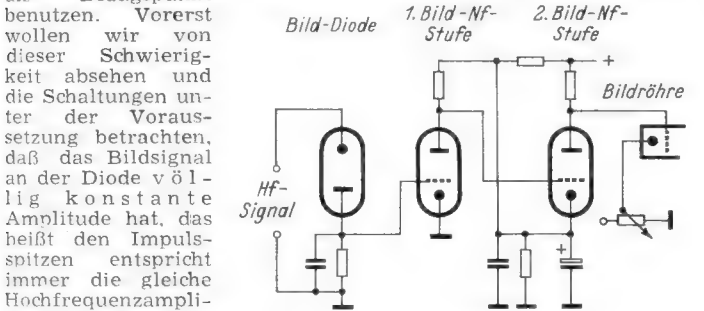 benutzen. Vorerst
wollen wir von
dieser Schwierig-
keit absehen und
die Schaltungen un-
ter der Voraus-
setzung betrachten,
daß das Bildsignal
an der Diode völ-
lig konstante
Amplitude hat, das
heißt den Impuls-
spitzen entspricht
immer die gleiche
Hochfrequenzampli-
Bild-Diode
1. Bild-Nf-
Stufe
2. Bild-Nf-
Stufe
+
Bildröhre
Hf-
Signal
+